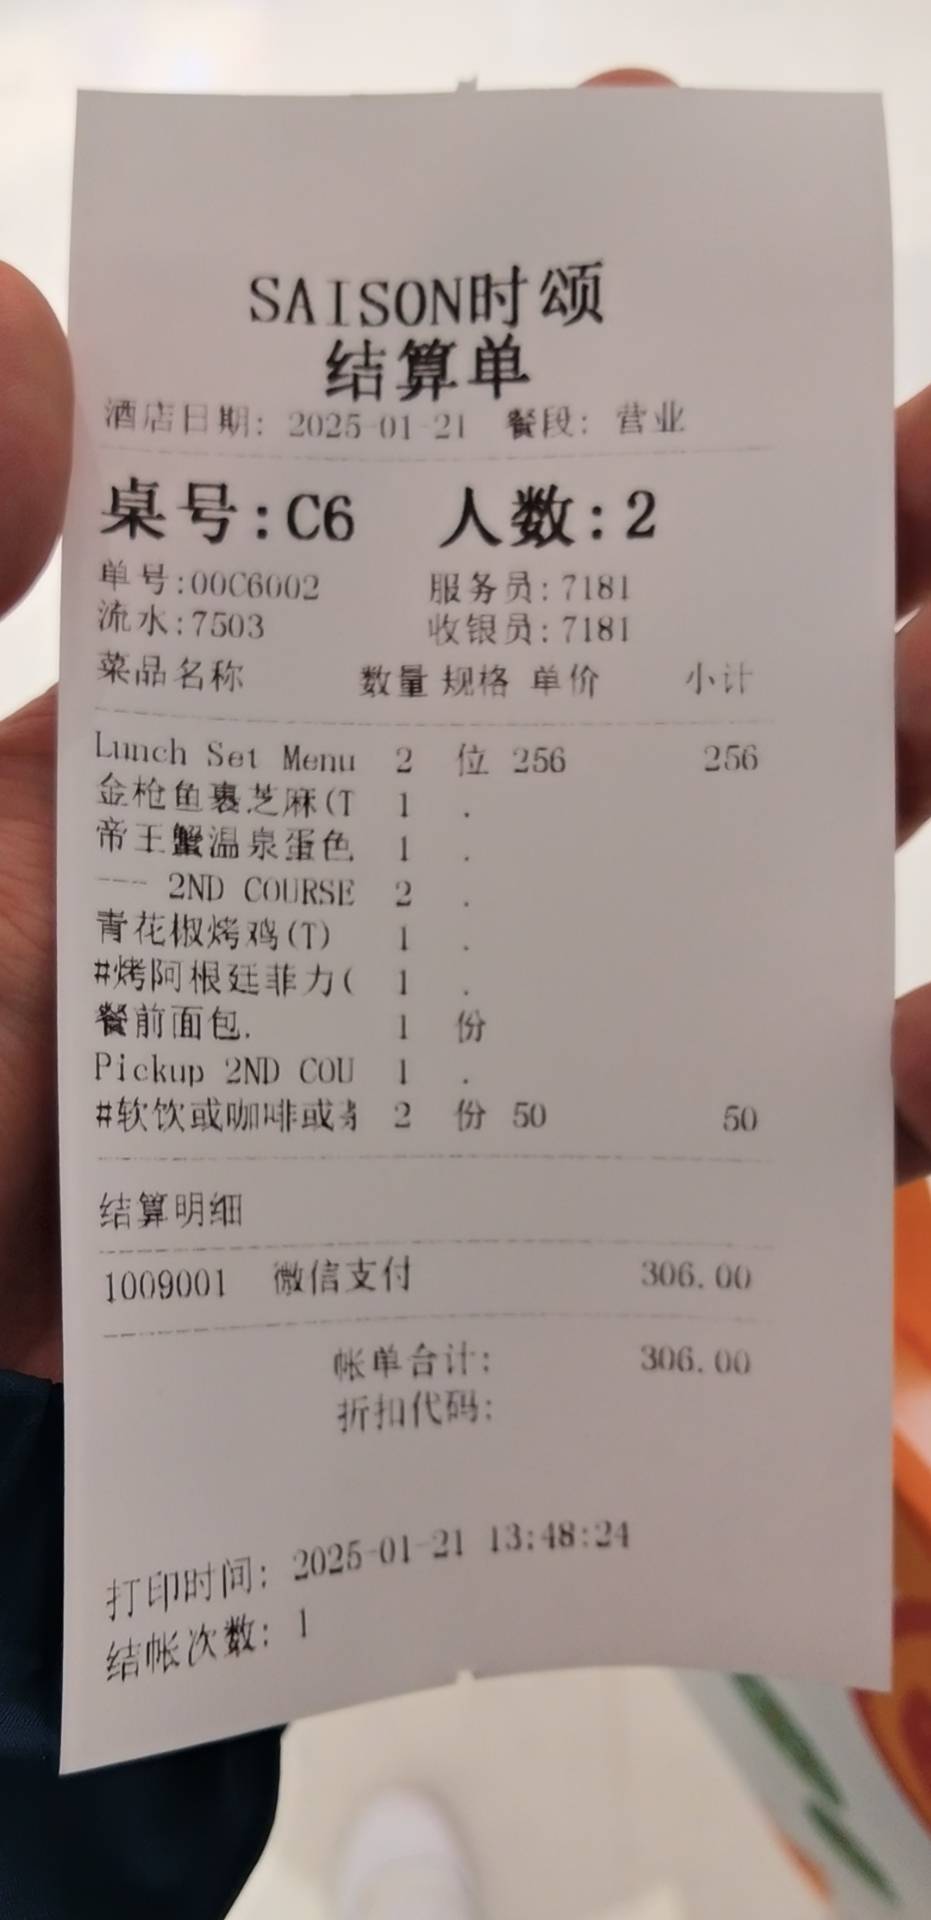 SAISON时颂
结算单
酒店日期: 2025-01-21 餐段: 营业
桌号:C6 人数:2
单号:00C6002 服务员:7181
流水:7503 收银员:7181
菜品名称 数量 规格 单价 小计
Lunch Set Menu 2 位 256 256
金枪鱼裹芝麻(T 1 .
帝王蟹温泉蛋色 1 .
--- 2ND COURSE 2 .
青花椒烤鸡(T) 1 .
#烤阿根廷菲力( 1 .
餐前面包. 1 份
Pickup 2ND COU 1 .
#软饮或咖啡或 2 份 50 50
结算明细
1009001 微信支付 306.00
帐单合计: 306.00
折扣代码:
打印时间: 2025-01-21 13:48:24
结帐次数: 1